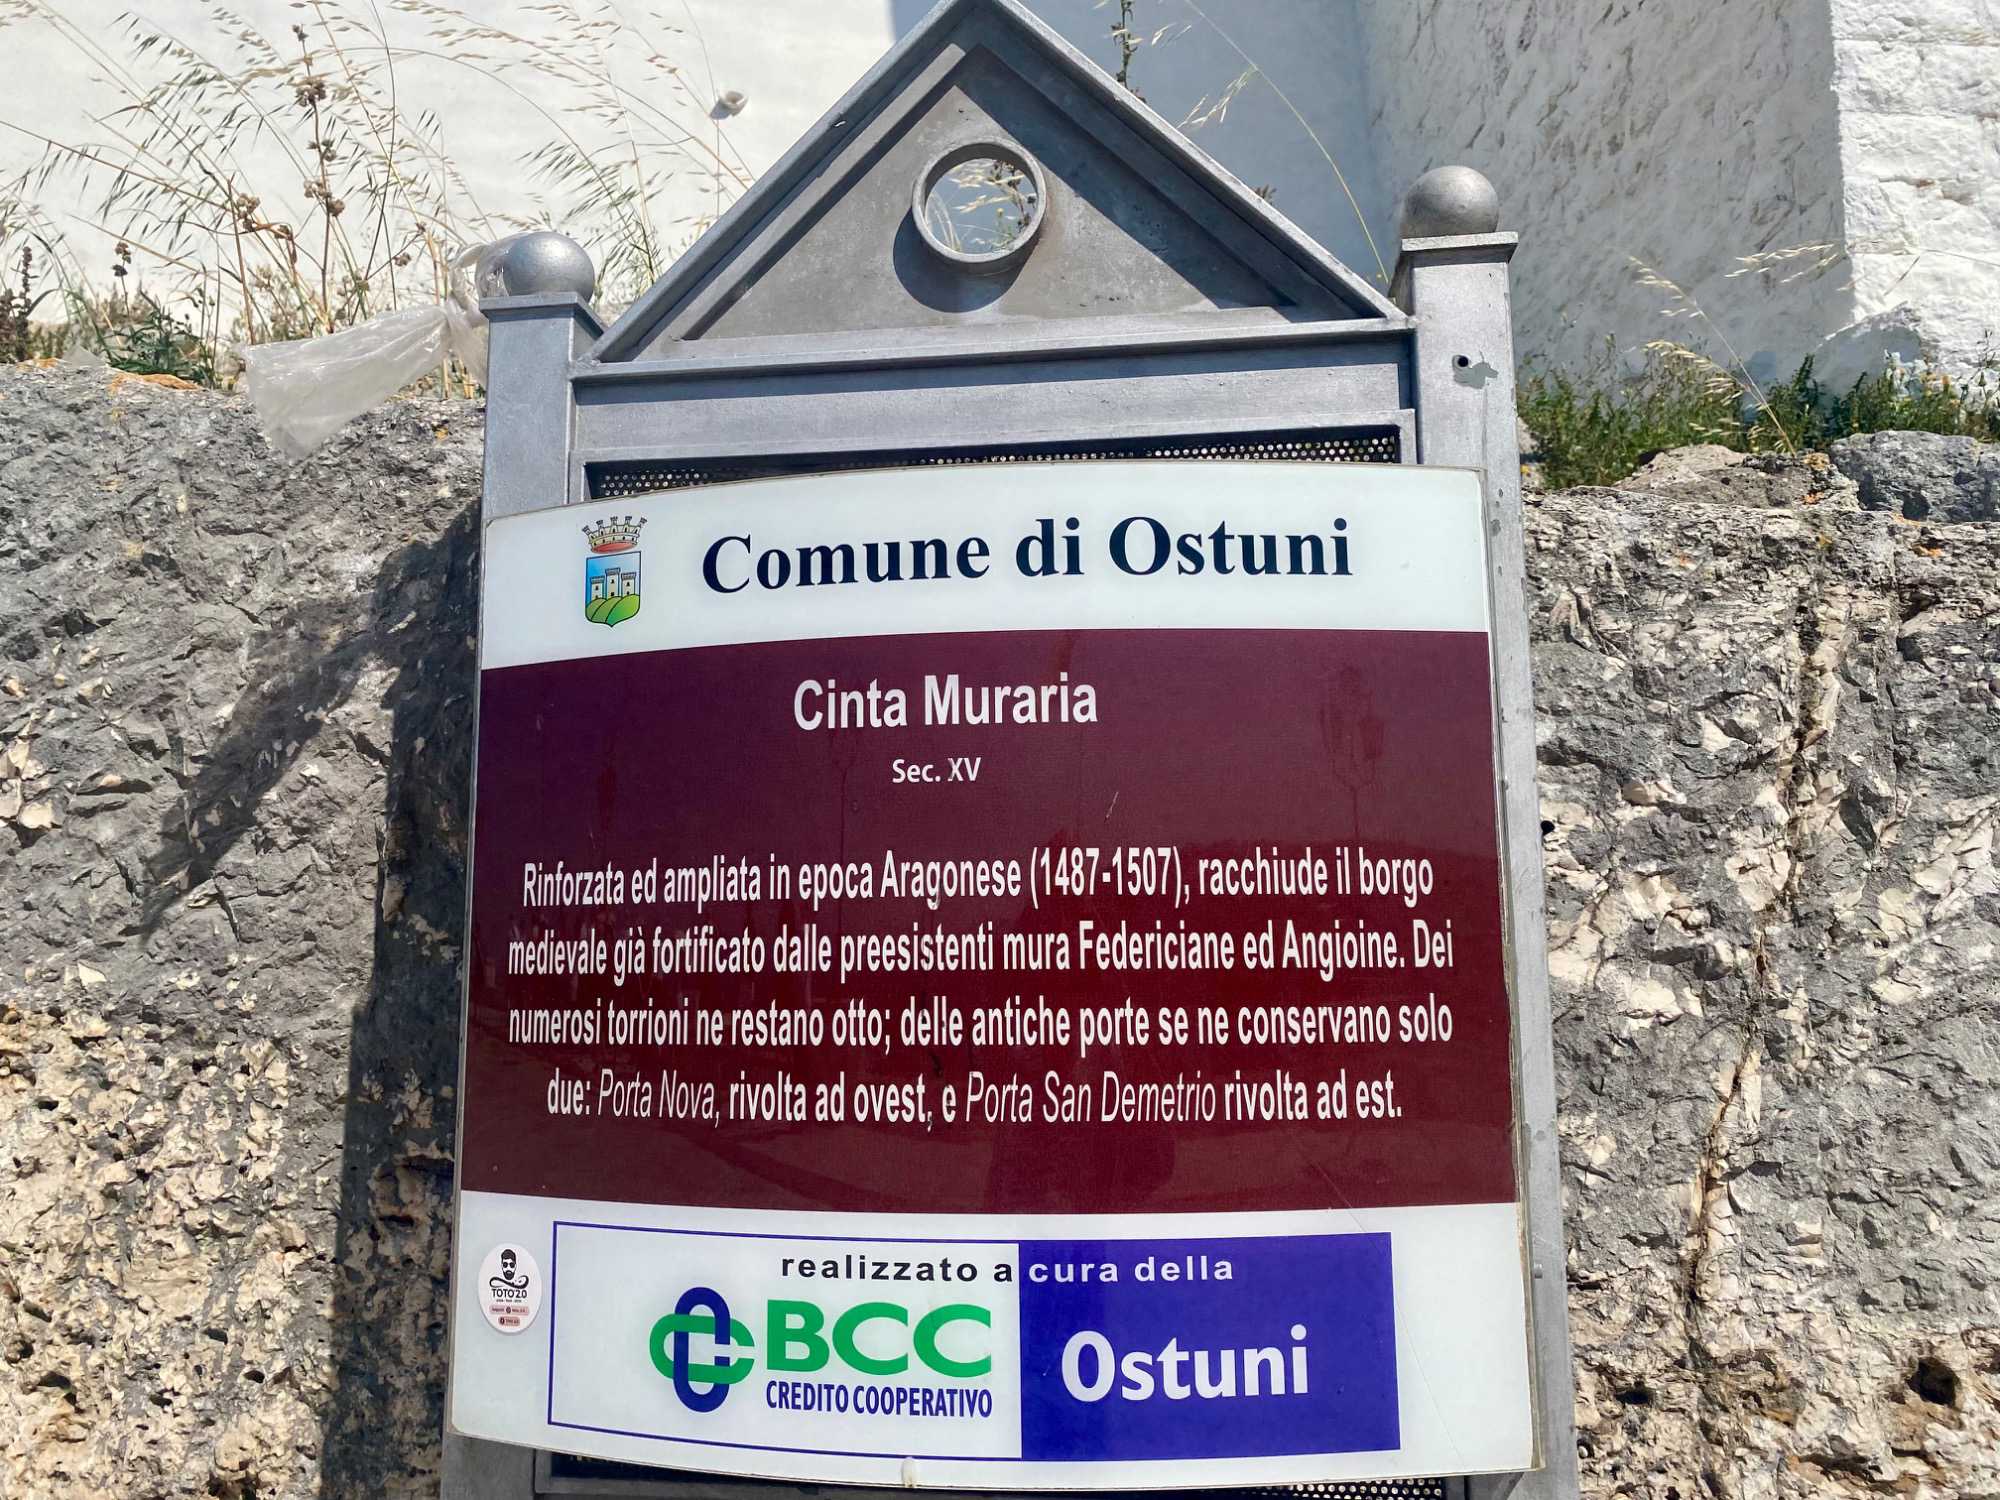 Comune di Ostuni
Cinta Muraria
Sec. XV
Rinforzata ed ampliata in epoca Aragonese (1487-1507), racchiude il borgo
medievale già fortificato dalle preesistenti mura Federiciane ed Angioine. Dei
numerosi torrioni ne restano otto; delle antiche porte se ne conservano solo
due: Porta Nova, rivolta ad ovest, e Porta San Demetrio rivolta ad est.
realizzato a cura della
BCC
CREDITO COOPERATIVO
Ostuni
TOTO' 2.0